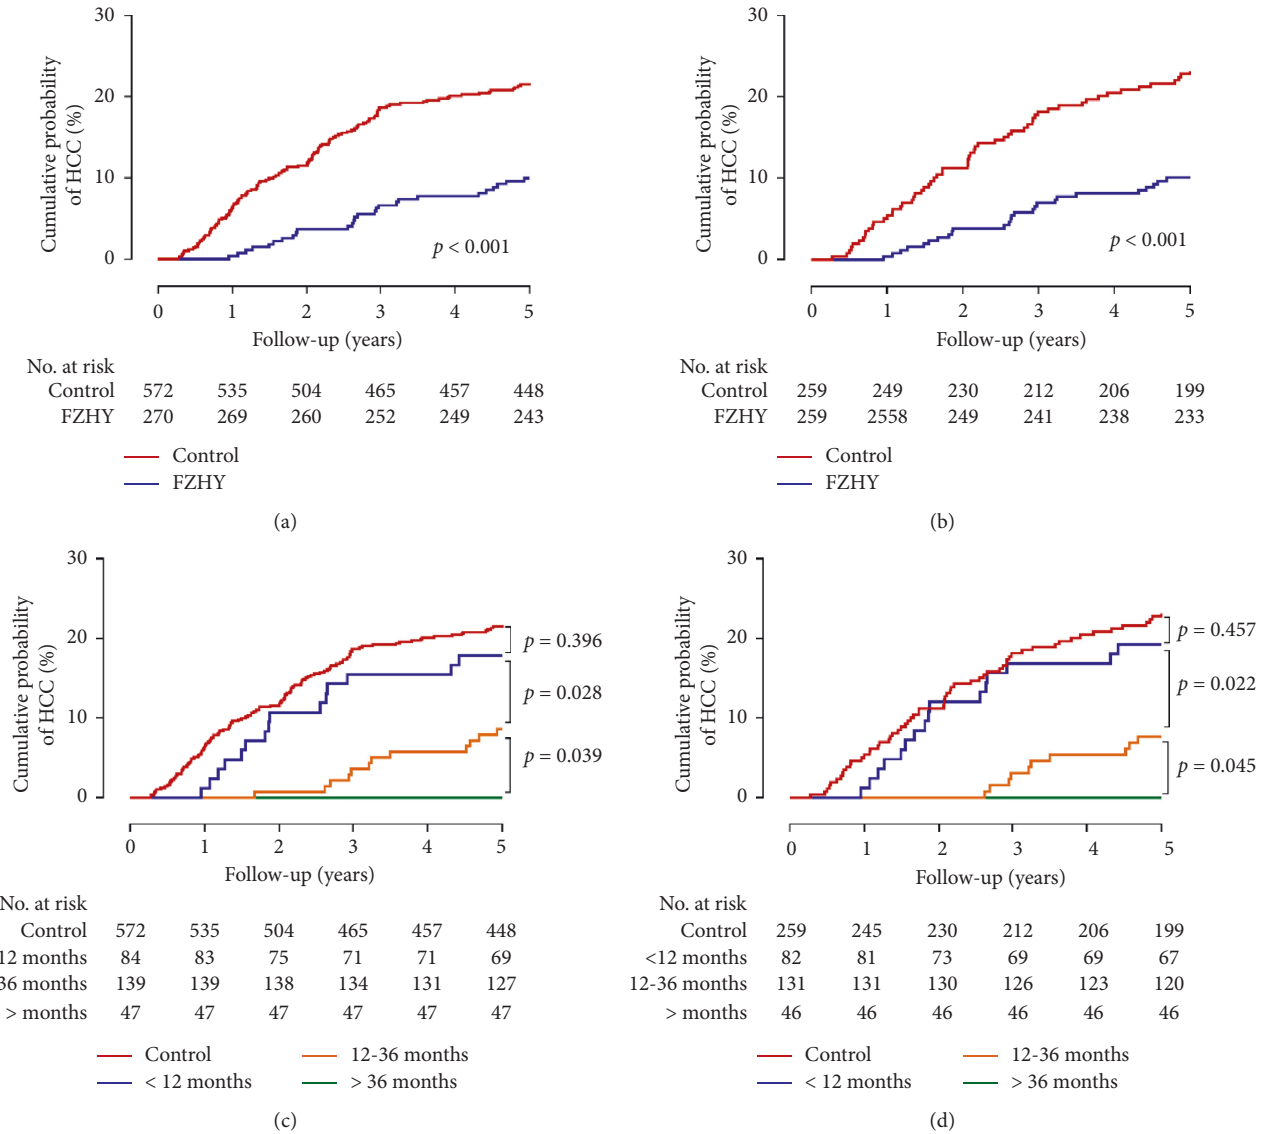 30
20
10
0
Cumulative probability
of HCC (%)
p < 0.001
0 1 2 3 4 5
Follow-up (years)
No. at risk
Control 572 535 504 465 457 448
FZHY 270 269 260 252 249 243
Control
FZHY
(a)
30
20
10
0
Cumulative probability
of HCC (%)
p < 0.001
0 1 2 3 4 5
Follow-up (years)
No. at risk
Control 259 249 230 212 206 199
FZHY 259 2558 249 241 238 233
Control
FZHY
(b)
30
20
10
0
Cumulative probability
of HCC (%)
p = 0.396
p = 0.028
p = 0.039
0 1 2 3 4 5
Follow-up (years)
No. at risk
Control 572 535 504 465 457 448
12 months 84 83 75 71 71 69
36 months 139 139 138 134 131 127
> months 47 47 47 47 47 47
Control 12-36 months
< 12 months > 36 months
(c)
30
20
10
0
Cumulative probability
of HCC (%)
p = 0.457
p = 0.022
p = 0.045
0 1 2 3 4 5
Follow-up (years)
No. at risk
Control 259 245 230 212 206 199
<12 months 82 81 73 69 69 67
12-36 months 131 131 130 126 123 120
> months 46 46 46 46 46 46
Control 12-36 months
< 12 months > 36 months
(d)